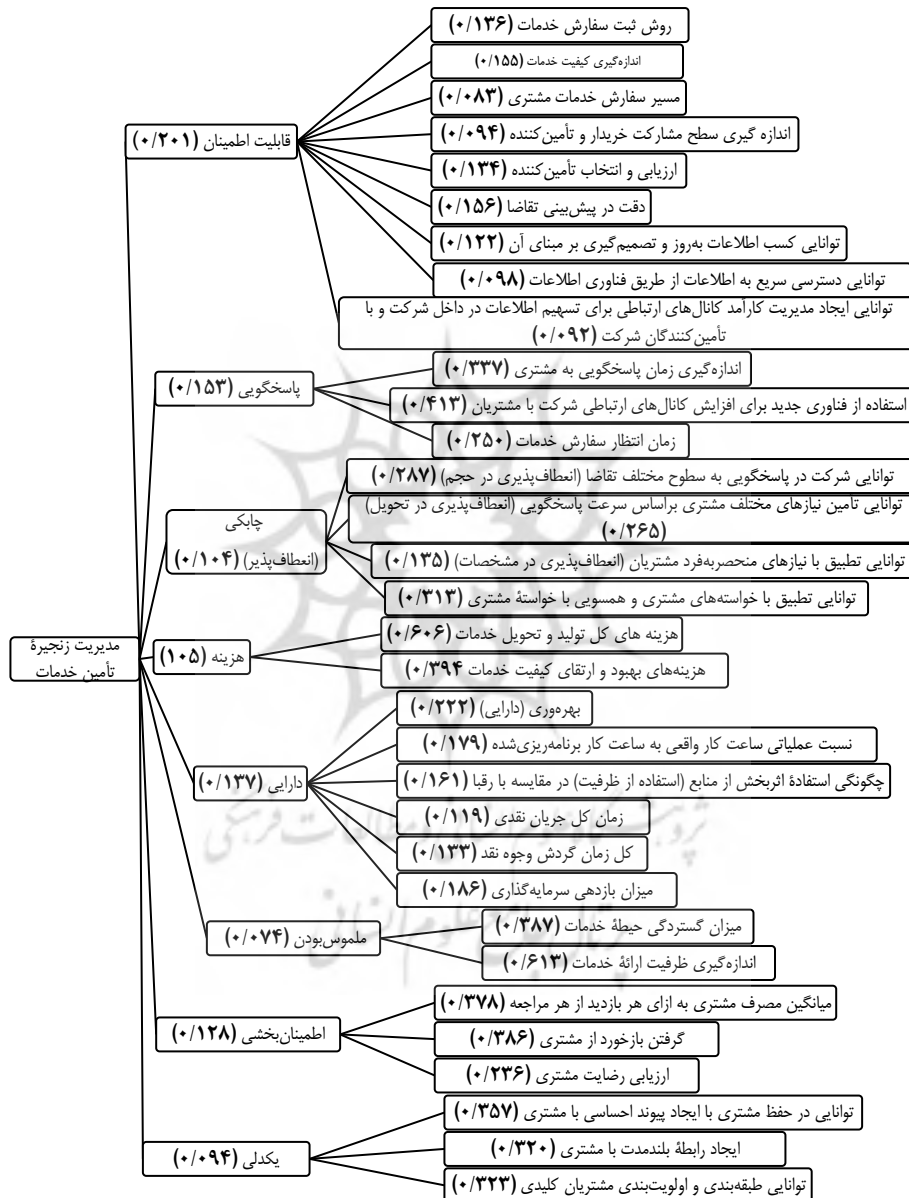 مدیریت زنجیرهٔ
تأمین خدمات
قابلیت اطمینان (۰/۲۰۱)
روش ثبت سفارش خدمات (۰/۱۳۶)
اندازه‌گیری کیفیت خدمات (۰/۱۵۵)
مسیر سفارش خدمات مشتری (۰/۰۸۳)
اندازه گیری سطح مشارکت خریدار و تأمین‌کننده (۰/۰۹۴)
ارزیابی و انتخاب تأمین‌کننده (۰/۱۳۴)
دقت در پیش‌بینی تقاضا (۰/۱۵۶)
توانایی کسب اطلاعات به‌روز و تصمیم‌گیری بر مبنای آن (۰/۱۲۲)
توانایی دسترسی سریع به اطلاعات از طریق فناوری اطلاعات (۰/۰۹۸)
توانایی ایجاد مدیریت کارآمد کانال‌های ارتباطی برای تسهیم اطلاعات در داخل شرکت و با
تأمین‌کنندگان شرکت (۰/۰۹۲)
پاسخگویی (۰/۱۵۳)
اندازه‌گیری زمان پاسخگویی به مشتری (۰/۳۳۷)
استفاده از فناوری جدید برای افزایش کانال‌های ارتباطی شرکت با مشتریان (۰/۴۱۳)
زمان انتظار سفارش خدمات (۰/۲۵۰)
چابکی
(انعطاف‌پذیر) (۰/۱۰۴)
توانایی شرکت در پاسخگویی به سطوح مختلف تقاضا (انعطاف‌پذیری در حجم) (۰/۲۸۷)
توانایی تامین نیازهای مختلف مشتری براساس سرعت پاسخگویی (انعطاف‌پذیری در تحویل)
(۰/۲۶۵)
توانایی تطبیق با نیازهای منحصربه‌فرد مشتریان (انعطاف‌پذیری در مشخصات) (۰/۱۳۵)
توانایی تطبیق با خواسته‌های مشتری و همسویی با خواستهٔ مشتری (۰/۳۱۳)
هزینه (۱۰۵)
هزینه های کل تولید و تحویل خدمات (۰/۶۰۶)
هزینه‌های بهبود و ارتقای کیفیت خدمات (۰/۳۹۴)
دارایی (۰/۱۳۷)
بهره‌وری (دارایی) (۰/۲۲۲)
نسبت عملیاتی ساعت کار واقعی به ساعت کار برنامه‌ریزی‌شده (۰/۱۷۹)
چگونگی استفادهٔ اثربخش از منابع (استفاده از ظرفیت) در مقایسه با رقبا (۰/۱۶۱)
زمان کل جریان نقدی (۰/۱۱۹)
کل زمان گردش وجوه نقد (۰/۱۳۳)
میزان بازدهی سرمایه‌گذاری (۰/۱۸۶)
ملموس‌بودن (۰/۰۷۴)
میزان گستردگی حیطهٔ خدمات (۰/۳۸۷)
اندازه‌گیری ظرفیت ارائهٔ خدمات (۰/۶۱۳)
اطمینان‌بخشی (۰/۱۲۸)
میانگین مصرف مشتری به ازای هر بازدید از هر مراجعه (۰/۳۷۸)
گرفتن بازخورد از مشتری (۰/۳۸۶)
ارزیابی رضایت مشتری (۰/۲۳۶)
یکدلی (۰/۰۹۴)
توانایی در حفظ مشتری با ایجاد پیوند احساسی با مشتری (۰/۳۵۷)
ایجاد رابطهٔ بلندمدت با مشتری (۰/۳۲۰)
توانایی طبقه‌بندی و اولویت‌بندی مشتریان کلیدی (۰/۳۲۳)
پژوهشگاه علوم انسانی و مطالعات فرهنگی
پرتال جامع علوم انسانی